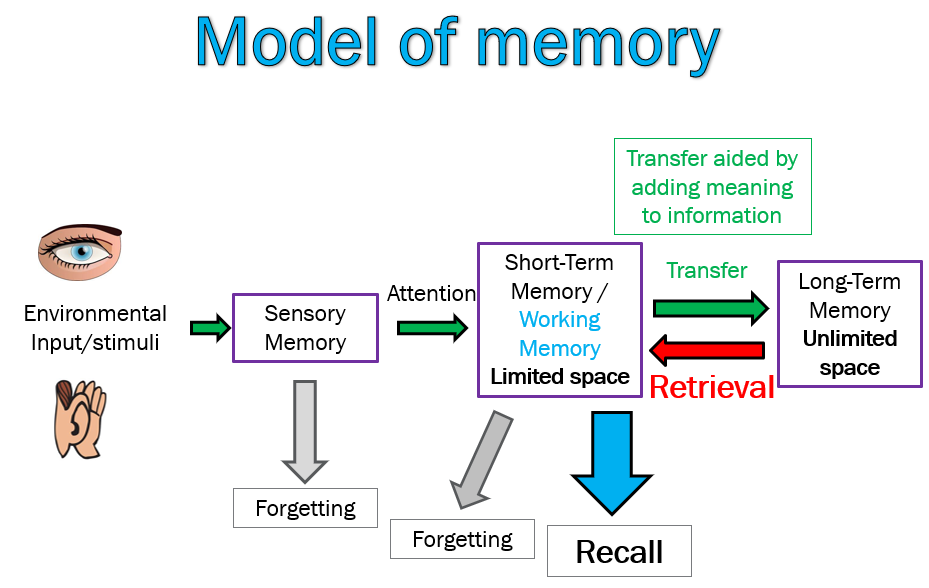 Model of memory
Transfer aided by
adding meaning
to information
Environmental
Input/stimuli
Sensory
Memory
Attention
Short-Term
Memory /
Working
Memory
Limited space
Transfer
Retrieval
Long-Term
Memory
Unlimited
space
Forgetting
Forgetting
Recall